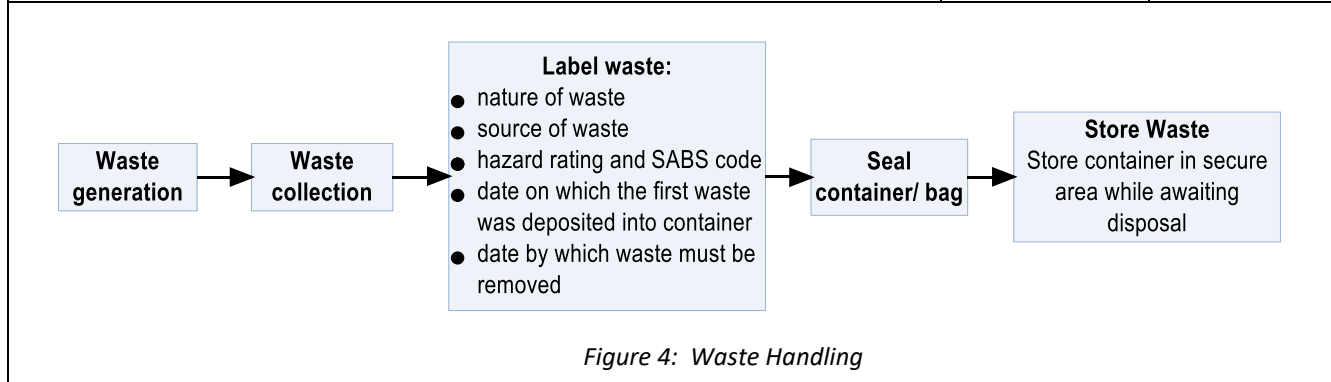 Waste
generation
Waste
collection
Label waste:
● nature of waste
● source of waste
● hazard rating and SABS code
● date on which the first waste
was deposited into container
● date by which waste must be
removed
Seal
container/ bag
Store Waste
Store container in secure
area while awaiting
disposal
Figure 4: Waste Handling